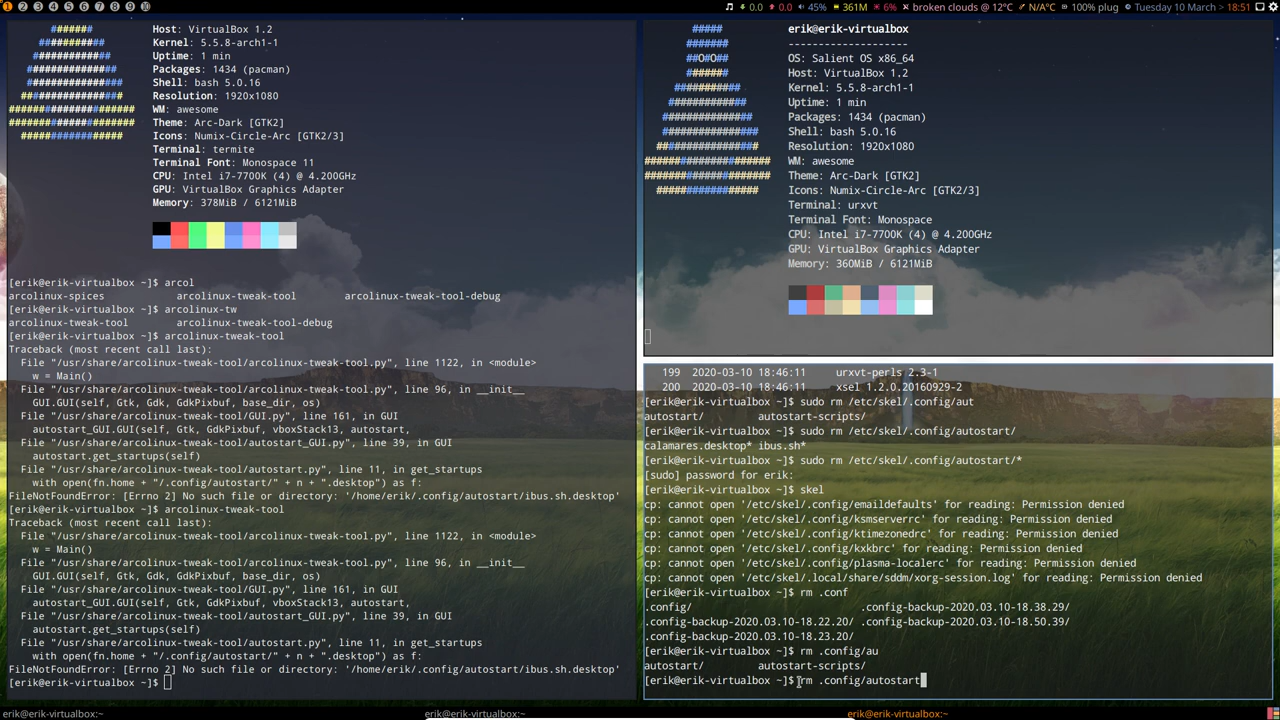 1 2 3 4 5 6 7 8 9 10
0.0 0.0 45% 361M 6% broken clouds @ 12°C N/A°C 100% plug Tuesday 10 March > 18:51
Host: VirtualBox 1.2
Kernel: 5.5.8-arch1-1
Uptime: 1 min
Packages: 1434 (pacman)
Shell: bash 5.0.16
Resolution: 1920x1080
WM: awesome
Theme: Arc-Dark [GTK2]
Icons: Numix-Circle-Arc [GTK2/3]
Terminal: termite
Terminal Font: Monospace 11
CPU: Intel i7-7700K (4) @ 4.200GHz
GPU: VirtualBox Graphics Adapter
Memory: 378MiB / 6121MiB
[erik@erik-virtualbox ~]$ arcol
arcolinux-spices arcolinux-tweak-tool arcolinux-tweak-tool-debug
[erik@erik-virtualbox ~]$ arcolinux-tw
arcolinux-tweak-tool arcolinux-tweak-tool-debug
[erik@erik-virtualbox ~]$ arcolinux-tweak-tool
Traceback (most recent call last):
File "/usr/share/arcolinux-tweak-tool/arcolinux-tweak-tool.py", line 1122, in <module>
w = Main()
File "/usr/share/arcolinux-tweak-tool/arcolinux-tweak-tool.py", line 96, in __init__
GUI.GUI(self, Gtk, Gdk, GdkPixbuf, base_dir, os)
File "/usr/share/arcolinux-tweak-tool/GUI.py", line 161, in GUI
autostart_GUI.GUI(self, Gtk, GdkPixbuf, vboxStack13, autostart,
File "/usr/share/arcolinux-tweak-tool/autostart_GUI.py", line 39, in GUI
autostart.get_startups(self)
File "/usr/share/arcolinux-tweak-tool/autostart.py", line 11, in get_startups
with open(fn.home + "/.config/autostart/" + n + ".desktop") as f:
FileNotFoundError: [Errno 2] No such file or directory: '/home/erik/.config/autostart/ibus.sh.desktop'
[erik@erik-virtualbox ~]$ arcolinux-tweak-tool
Traceback (most recent call last):
File "/usr/share/arcolinux-tweak-tool/arcolinux-tweak-tool.py", line 1122, in <module>
w = Main()
File "/usr/share/arcolinux-tweak-tool/arcolinux-tweak-tool.py", line 96, in __init__
GUI.GUI(self, Gtk, Gdk, GdkPixbuf, base_dir, os)
File "/usr/share/arcolinux-tweak-tool/GUI.py", line 161, in GUI
autostart_GUI.GUI(self, Gtk, GdkPixbuf, vboxStack13, autostart,
File "/usr/share/arcolinux-tweak-tool/autostart_GUI.py", line 39, in GUI
autostart.get_startups(self)
File "/usr/share/arcolinux-tweak-tool/autostart.py", line 11, in get_startups
with open(fn.home + "/.config/autostart/" + n + ".desktop") as f:
FileNotFoundError: [Errno 2] No such file or directory: '/home/erik/.config/autostart/ibus.sh.desktop'
[erik@erik-virtualbox ~]$
erik@erik-virtualbox
--------------------
OS: Salient OS x86_64
Host: VirtualBox 1.2
Kernel: 5.5.8-arch1-1
Uptime: 1 min
Packages: 1434 (pacman)
Shell: bash 5.0.16
Resolution: 1920x1080
WM: awesome
Theme: Arc-Dark [GTK2]
Icons: Numix-Circle-Arc [GTK2/3]
Terminal: urxvt
Terminal Font: Monospace
CPU: Intel i7-7700K (4) @ 4.200GHz
GPU: VirtualBox Graphics Adapter
Memory: 360MiB / 6121MiB
199 2020-03-10 18:46:11 urxvt-perls 2.3-1
200 2020-03-10 18:46:11 xsel 1.2.0.20160929-2
[erik@erik-virtualbox ~]$ sudo rm /etc/skel/.config/aut
autostart/ autostart-scripts/
[erik@erik-virtualbox ~]$ sudo rm /etc/skel/.config/autostart/
calamares.desktop* ibus.sh*
[erik@erik-virtualbox ~]$ sudo rm /etc/skel/.config/autostart/*
[sudo] password for erik:
[erik@erik-virtualbox ~]$ skel
cp: cannot open '/etc/skel/.config/emaildefaults' for reading: Permission denied
cp: cannot open '/etc/skel/.config/ksmserverrc' for reading: Permission denied
cp: cannot open '/etc/skel/.config/ktimezonedrc' for reading: Permission denied
cp: cannot open '/etc/skel/.config/kxkbrc' for reading: Permission denied
cp: cannot open '/etc/skel/.config/plasma-localerc' for reading: Permission denied
cp: cannot open '/etc/skel/.local/share/sddm/xorg-session.log' for reading: Permission denied
[erik@erik-virtualbox ~]$ rm .conf
.config/ .config-backup-2020.03.10-18.38.29/
.config-backup-2020.03.10-18.22.20/ .config-backup-2020.03.10-18.50.39/
.config-backup-2020.03.10-18.23.20/
[erik@erik-virtualbox ~]$ rm .config/au
autostart/ autostart-scripts/
[erik@erik-virtualbox ~]$ rm .config/autostart
erik@erik-virtualbox:~ erik@erik-virtualbox:~ erik@erik-virtualbox:~